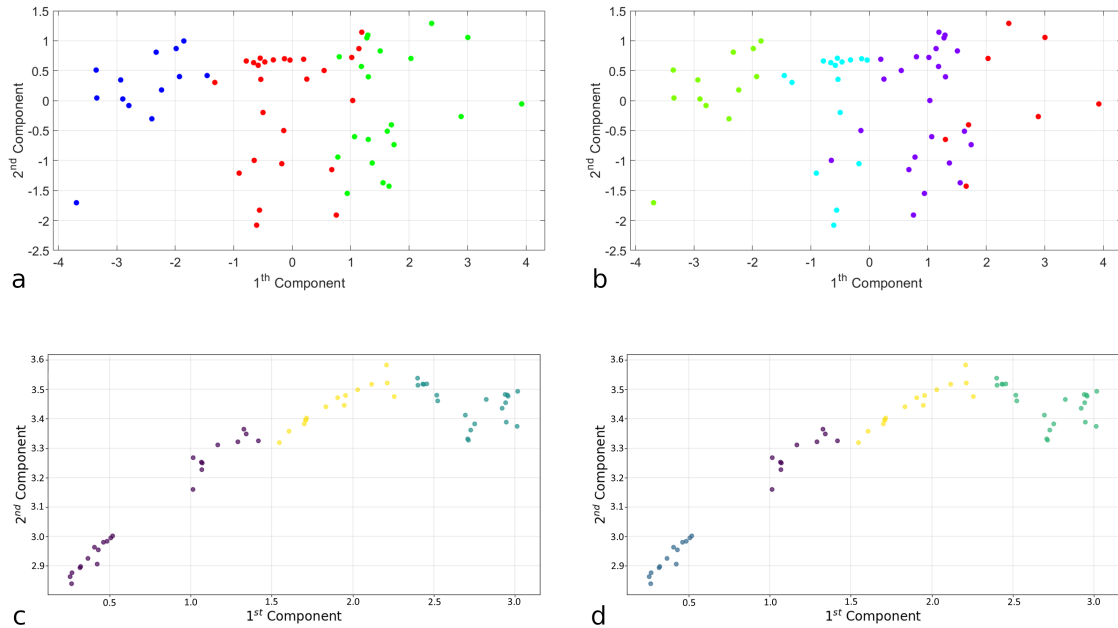 1.5
1
0.5
0
-0.5
-1
-1.5
-2
-2.5
2nd Component
-4 -3 -2 -1 0 1 2 3 4
1th Component
a
1.5
1
0.5
0
-0.5
-1
-1.5
-2
-2.5
2nd Component
-4 -3 -2 -1 0 1 2 3 4
1th Component
b
3.6
3.5
3.4
3.3
3.2
3.1
3.0
2.9
2nd Component
0.5 1.0 1.5 2.0 2.5 3.0
1st Component
c
3.6
3.5
3.4
3.3
3.2
3.1
3.0
2.9
2nd Component
0.5 1.0 1.5 2.0 2.5 3.0
1st Component
d